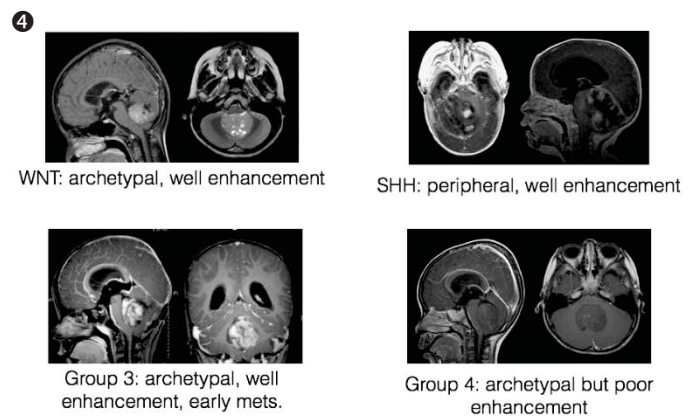 4
WNT: archetypal, well enhancement
SHH: peripheral, well enhancement
Group 3: archetypal, well
enhancement, early mets.
Group 4: archetypal but poor
enhancement